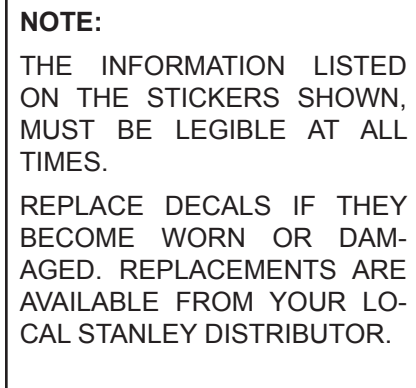 NOTE:
THE INFORMATION LISTED
ON THE STICKERS SHOWN,
MUST BE LEGIBLE AT ALL
TIMES.
REPLACE DECALS IF THEY
BECOME WORN OR DAM-
AGED. REPLACEMENTS ARE
AVAILABLE FROM YOUR LO-
CAL STANLEY DISTRIBUTOR.